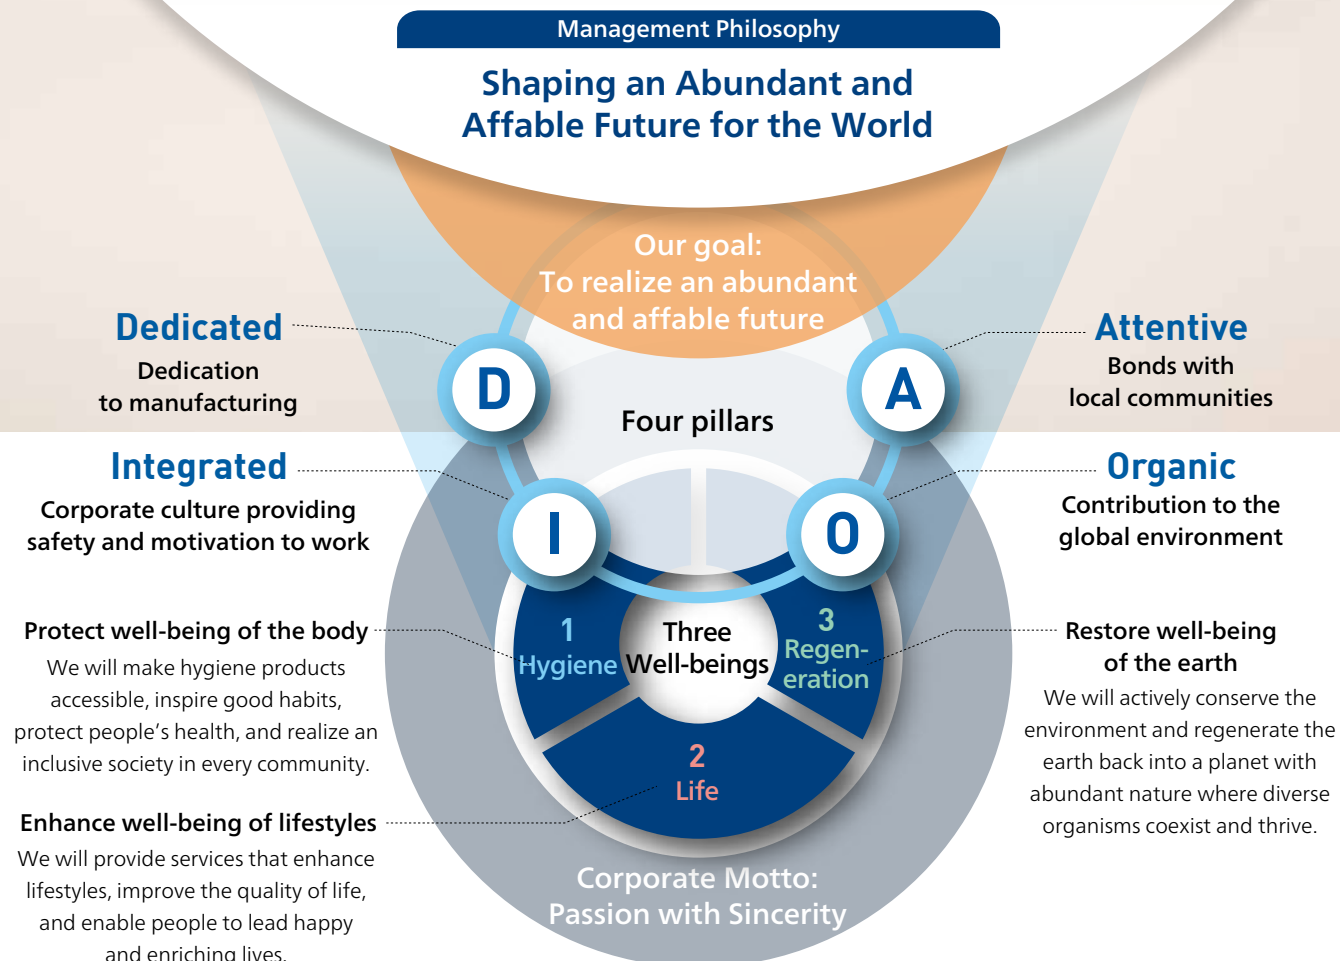 Management Philosophy
Shaping an Abundant and
Affable Future for the World
Our goal:
To realize an abundant
and affable future
Dedicated
Dedication
to manufacturing
D
A
Attentive
Bonds with
local communities
Four pillars
Integrated
Corporate culture providing
safety and motivation to work
I
O
Organic
Contribution to the
global environment
Protect well-being of the body
We will make hygiene products
accessible, inspire good habits,
protect people's health, and realize an
inclusive society in every community.
1
Hygiene
Three
Well-beings
3
Regen-
eration
Restore well-being
of the earth
We will actively conserve the
environment and regenerate the
earth back into a planet with
abundant nature where diverse
organisms coexist and thrive.
2
Life
Enhance well-being of lifestyles
We will provide services that enhance
lifestyles, improve the quality of life,
and enable people to lead happy
and enriching lives.
Corporate Motto:
Passion with Sincerity